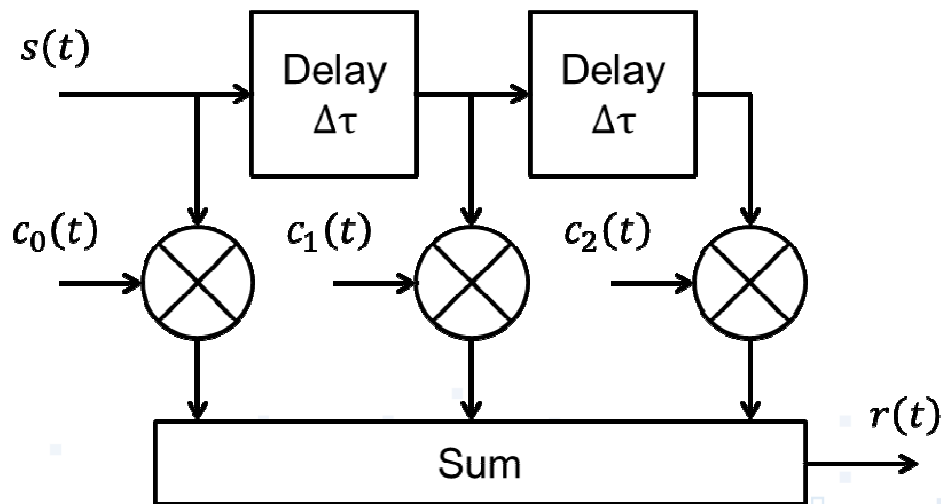 s(t)
Delay
Δτ
Delay
Δτ
c₀(t)
c₁(t)
c₂(t)
r(t)
Sum